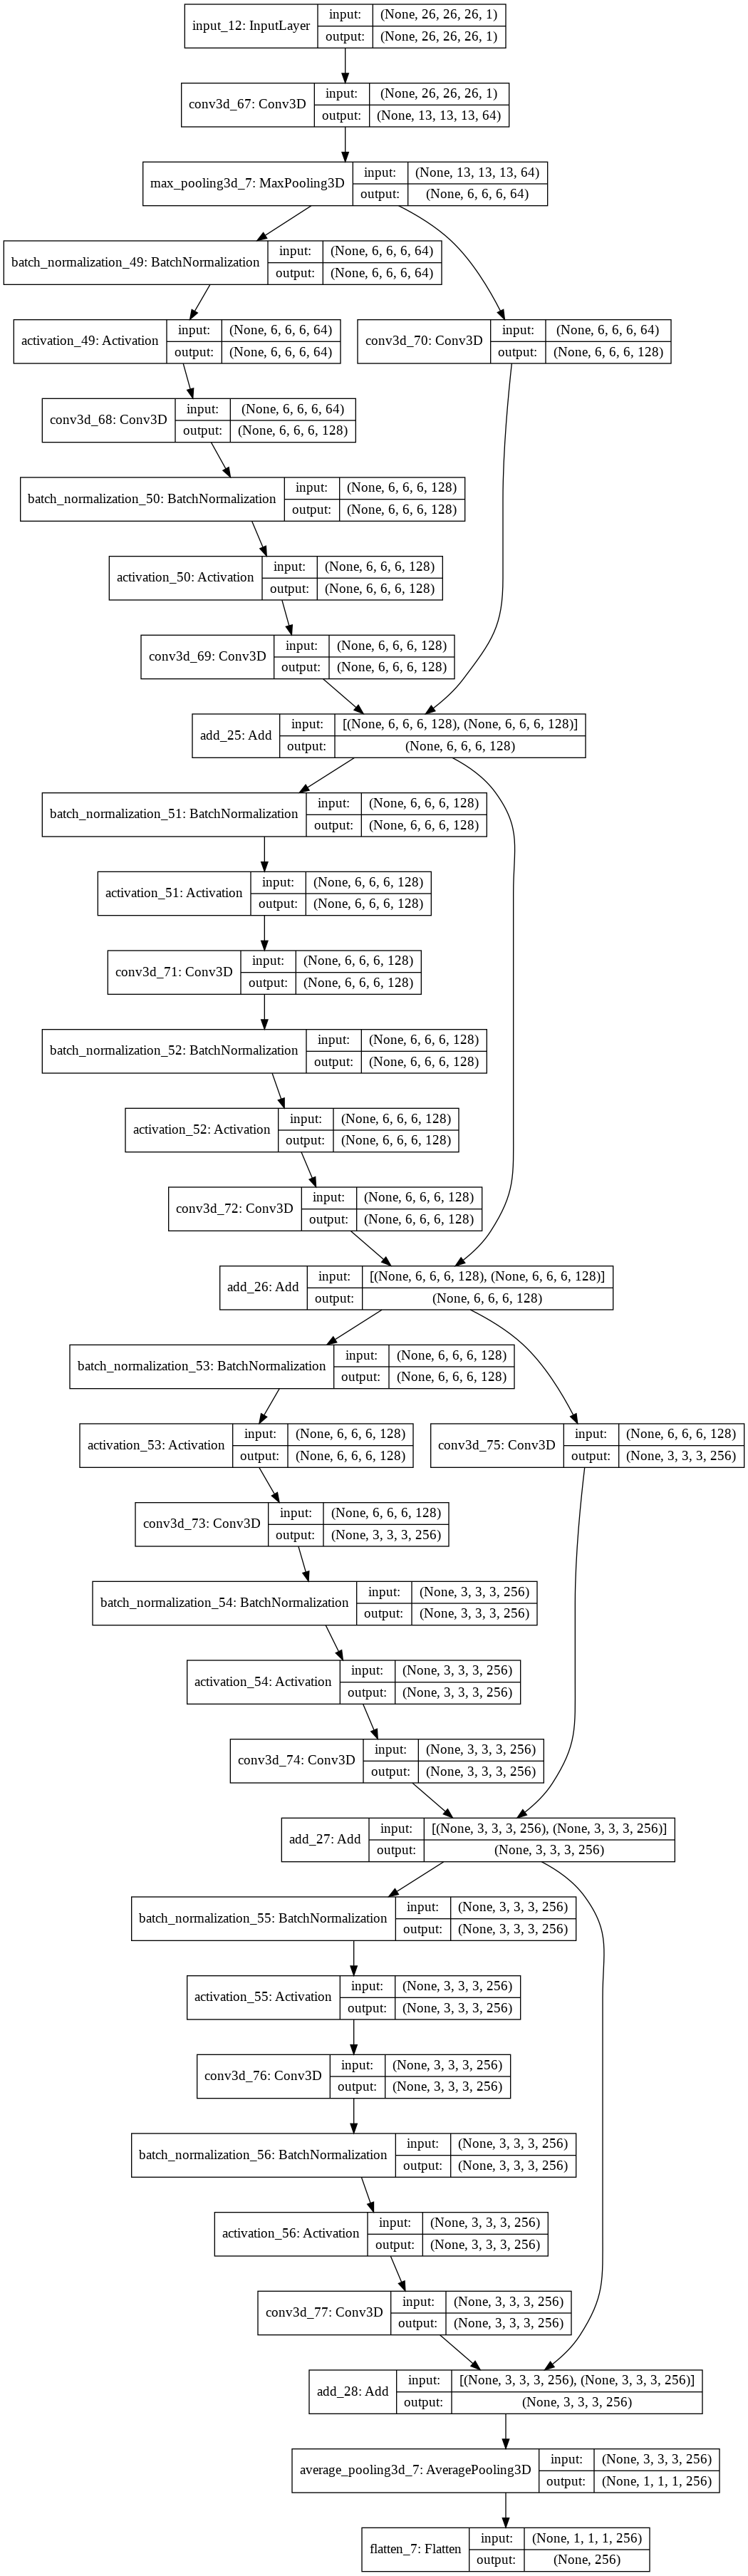 input_12: InputLayer
input: (None, 26, 26, 26, 1)
output: (None, 26, 26, 26, 1)
conv3d_67: Conv3D
input: (None, 26, 26, 26, 1)
output: (None, 13, 13, 13, 64)
max_pooling3d_7: MaxPooling3D
input: (None, 13, 13, 13, 64)
output: (None, 6, 6, 6, 64)
batch_normalization_49: BatchNormalization
input: (None, 6, 6, 6, 64)
output: (None, 6, 6, 6, 64)
activation_49: Activation
input: (None, 6, 6, 6, 64)
output: (None, 6, 6, 6, 64)
conv3d_70: Conv3D
input: (None, 6, 6, 6, 64)
output: (None, 6, 6, 6, 128)
conv3d_68: Conv3D
input: (None, 6, 6, 6, 64)
output: (None, 6, 6, 6, 128)
batch_normalization_50: BatchNormalization
input: (None, 6, 6, 6, 128)
output: (None, 6, 6, 6, 128)
activation_50: Activation
input: (None, 6, 6, 6, 128)
output: (None, 6, 6, 6, 128)
conv3d_69: Conv3D
input: (None, 6, 6, 6, 128)
output: (None, 6, 6, 6, 128)
add_25: Add
input: [(None, 6, 6, 6, 128), (None, 6, 6, 6, 128)]
output: (None, 6, 6, 6, 128)
batch_normalization_51: BatchNormalization
input: (None, 6, 6, 6, 128)
output: (None, 6, 6, 6, 128)
activation_51: Activation
input: (None, 6, 6, 6, 128)
output: (None, 6, 6, 6, 128)
conv3d_71: Conv3D
input: (None, 6, 6, 6, 128)
output: (None, 6, 6, 6, 128)
batch_normalization_52: BatchNormalization
input: (None, 6, 6, 6, 128)
output: (None, 6, 6, 6, 128)
activation_52: Activation
input: (None, 6, 6, 6, 128)
output: (None, 6, 6, 6, 128)
conv3d_72: Conv3D
input: (None, 6, 6, 6, 128)
output: (None, 6, 6, 6, 128)
add_26: Add
input: [(None, 6, 6, 6, 128), (None, 6, 6, 6, 128)]
output: (None, 6, 6, 6, 128)
batch_normalization_53: BatchNormalization
input: (None, 6, 6, 6, 128)
output: (None, 6, 6, 6, 128)
activation_53: Activation
input: (None, 6, 6, 6, 128)
output: (None, 6, 6, 6, 128)
conv3d_75: Conv3D
input: (None, 6, 6, 6, 128)
output: (None, 3, 3, 3, 256)
conv3d_73: Conv3D
input: (None, 6, 6, 6, 128)
output: (None, 3, 3, 3, 256)
batch_normalization_54: BatchNormalization
input: (None, 3, 3, 3, 256)
output: (None, 3, 3, 3, 256)
activation_54: Activation
input: (None, 3, 3, 3, 256)
output: (None, 3, 3, 3, 256)
conv3d_74: Conv3D
input: (None, 3, 3, 3, 256)
output: (None, 3, 3, 3, 256)
add_27: Add
input: [(None, 3, 3, 3, 256), (None, 3, 3, 3, 256)]
output: (None, 3, 3, 3, 256)
batch_normalization_55: BatchNormalization
input: (None, 3, 3, 3, 256)
output: (None, 3, 3, 3, 256)
activation_55: Activation
input: (None, 3, 3, 3, 256)
output: (None, 3, 3, 3, 256)
conv3d_76: Conv3D
input: (None, 3, 3, 3, 256)
output: (None, 3, 3, 3, 256)
batch_normalization_56: BatchNormalization
input: (None, 3, 3, 3, 256)
output: (None, 3, 3, 3, 256)
activation_56: Activation
input: (None, 3, 3, 3, 256)
output: (None, 3, 3, 3, 256)
conv3d_77: Conv3D
input: (None, 3, 3, 3, 256)
output: (None, 3, 3, 3, 256)
add_28: Add
input: [(None, 3, 3, 3, 256), (None, 3, 3, 3, 256)]
output: (None, 3, 3, 3, 256)
average_pooling3d_7: AveragePooling3D
input: (None, 3, 3, 3, 256)
output: (None, 1, 1, 1, 256)
flatten_7: Flatten
input: (None, 1, 1, 1, 256)
output: (None, 256)